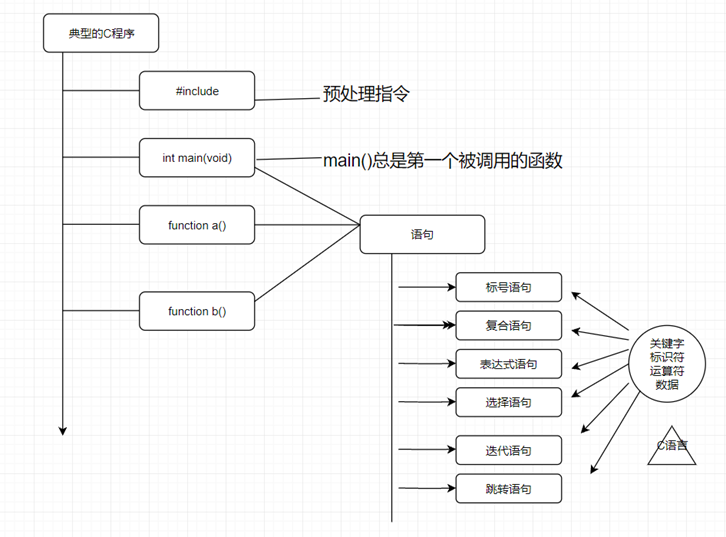 典型的C程序
#include
预处理指令
int main(void)
main()总是第一个被调用的函数
function a()
语句
function b()
标号语句
复合语句
表达式语句
选择语句
迭代语句
跳转语句
关键字
标识符
运算符
数据
C语言